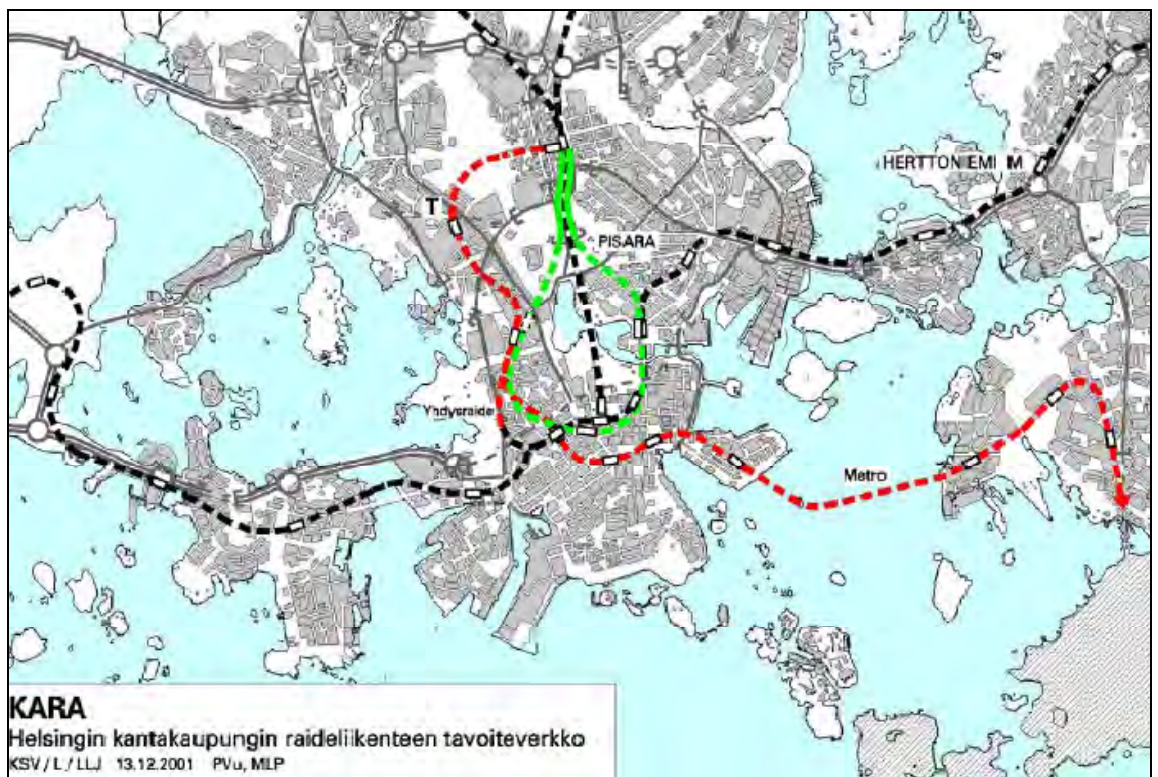 HERTTONIEMI M
T
PISARA
Yhdysraide
Metro
KARA
Helsingin kantakaupungin raideliikenteen tavoiteverkko
KSV / L / LLJ 13.12.2001 PVu, MLP